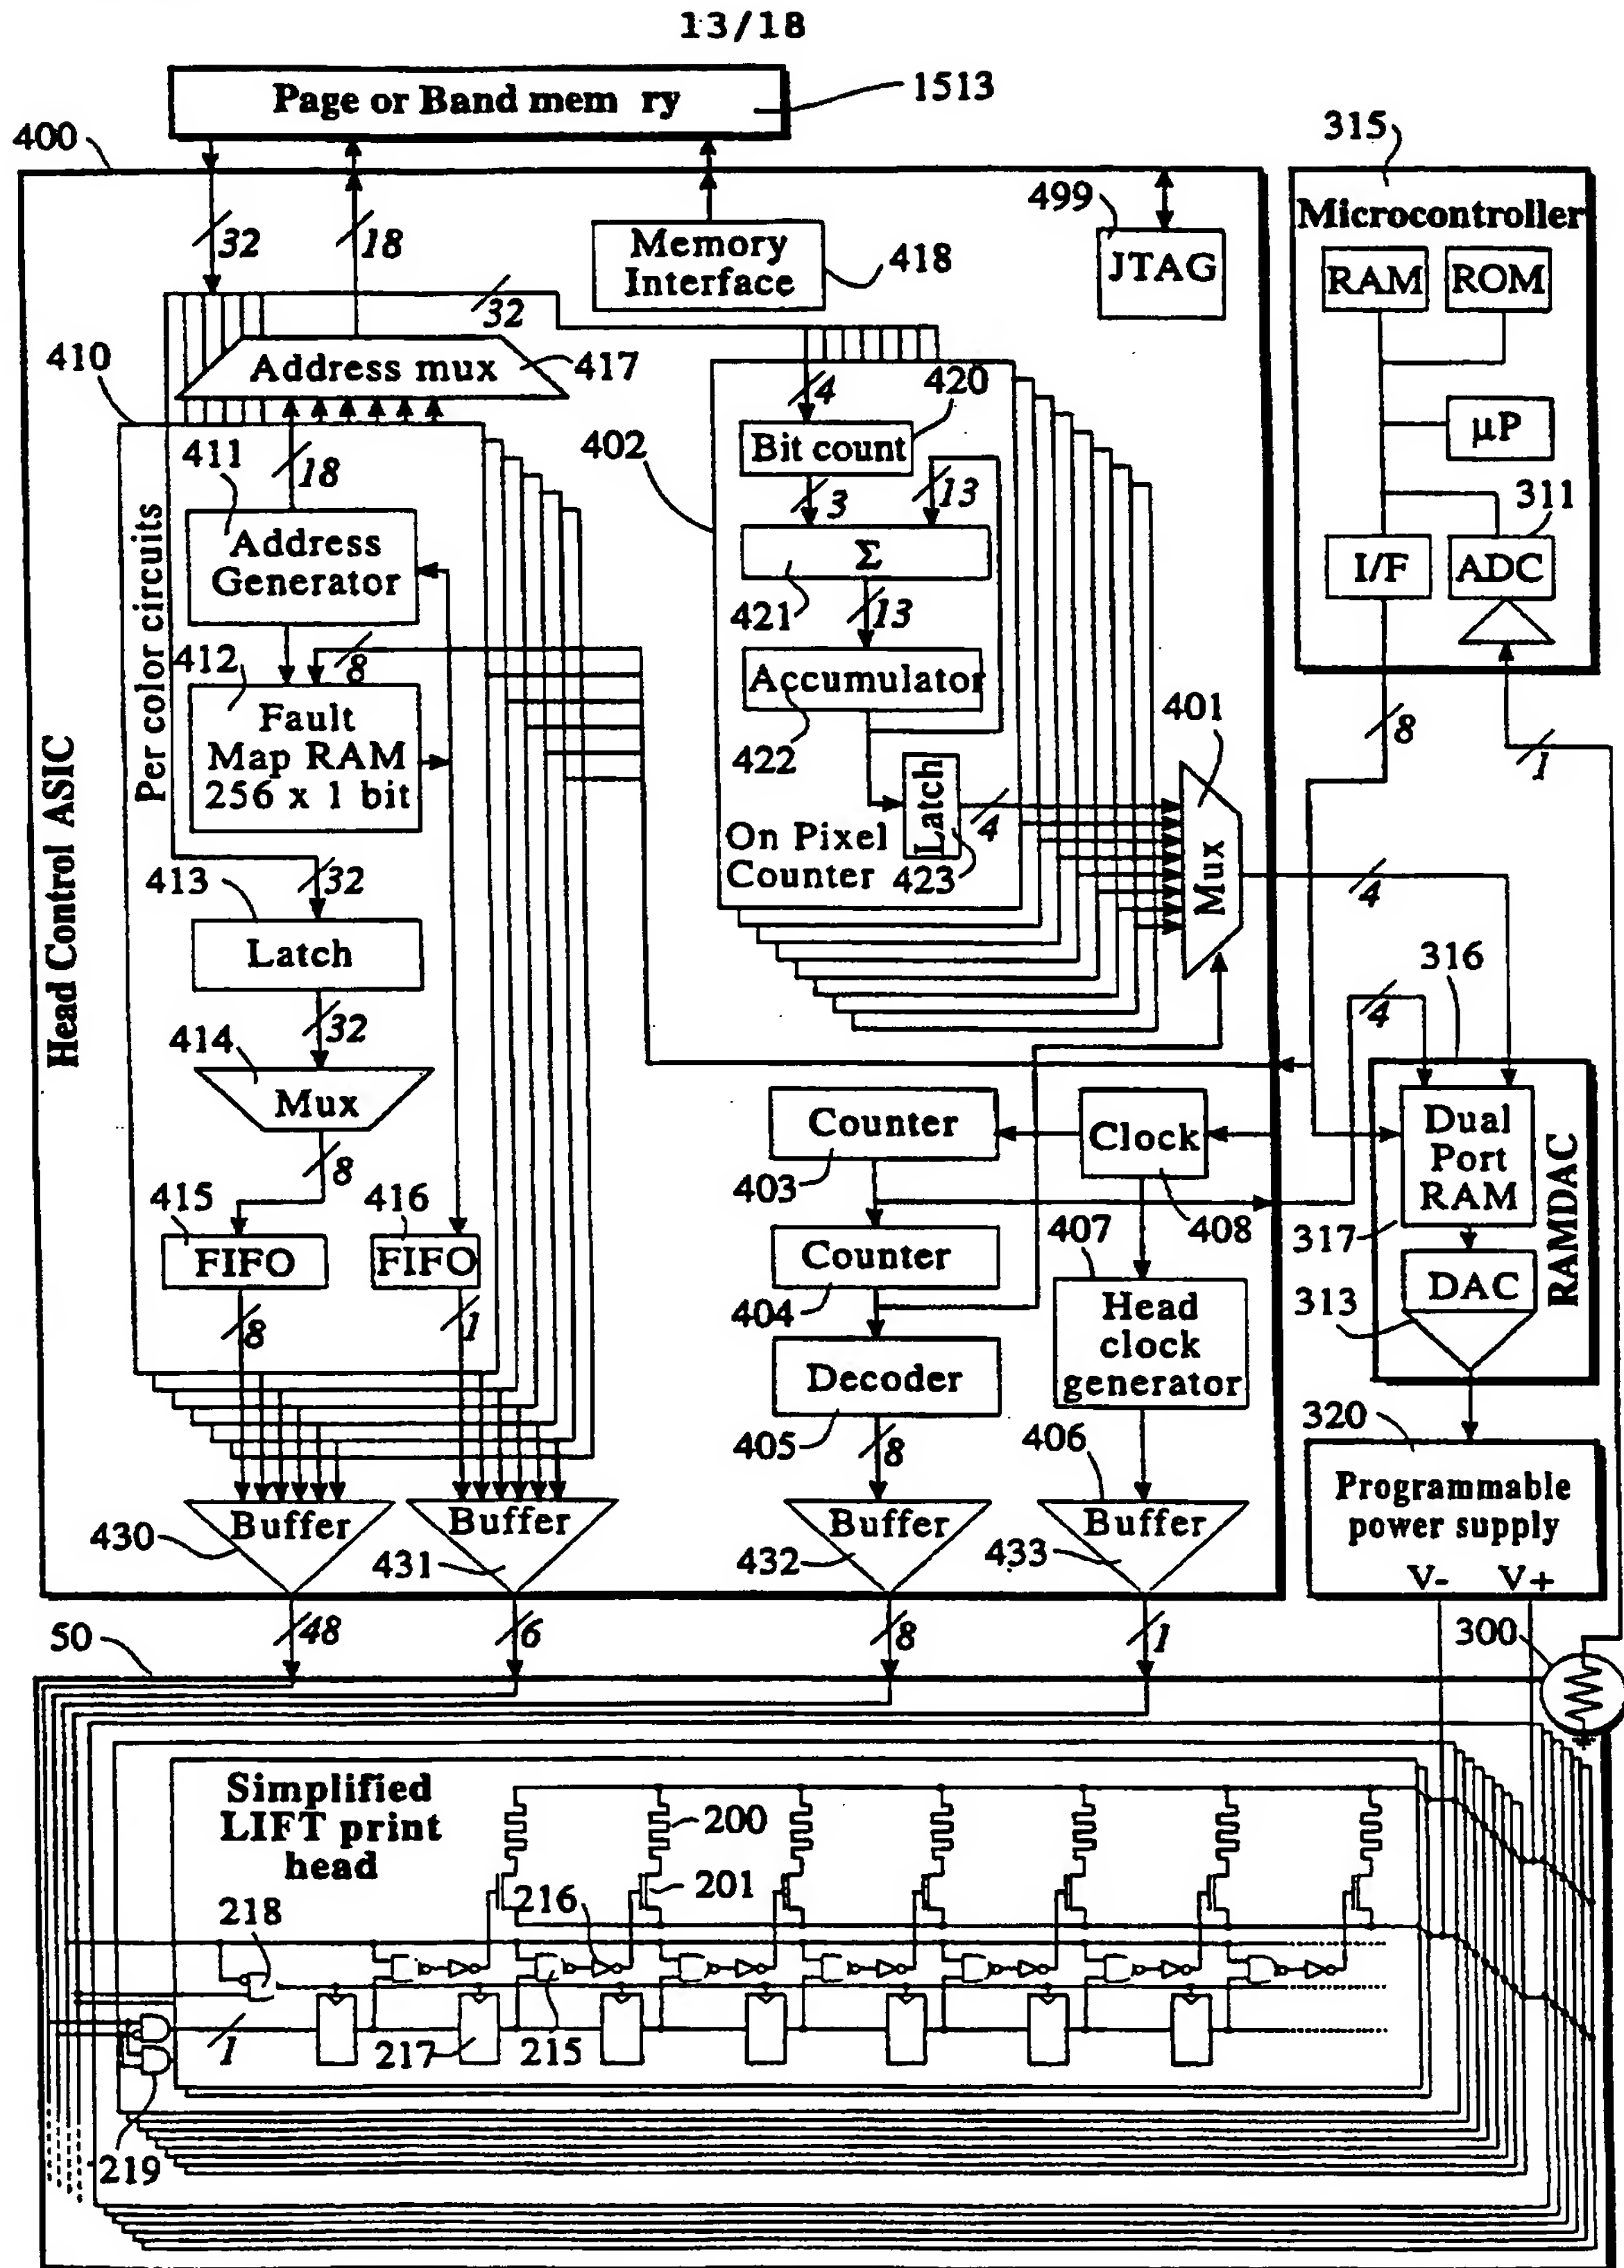 13/18
Page or Band mem ry
1513
400
315
499
Microcontroller
32
18
Memory
Interface
418
JTAG
RAM
ROM
32
410
Address mux
417
4
420
µP
411
18
402
Bit count
3
13
311
Per color circuits
Address
Generator
Σ
I/F
ADC
421
13
412
8
Accumulator
Fault
Map RAM
256 x 1 bit
422
401
8
1
Head Control ASIC
Latch
4
On Pixel
Counter
423
Mux
4
413
32
Latch
316
4
32
414
Mux
Counter
Clock
Dual
Port
RAM
8
403
408
317
RAMDAC
415
416
407
FIFO
FIFO
Counter
DAC
404
313
Head
clock
generator
8
1
Decoder
320
405
8
406
Programmable
power supply
V-
V+
Buffer
Buffer
Buffer
Buffer
430
431
432
433
50
48
6
8
1
300
Simplified
LIFT print
head
200
201
216
218
1
217
215
219